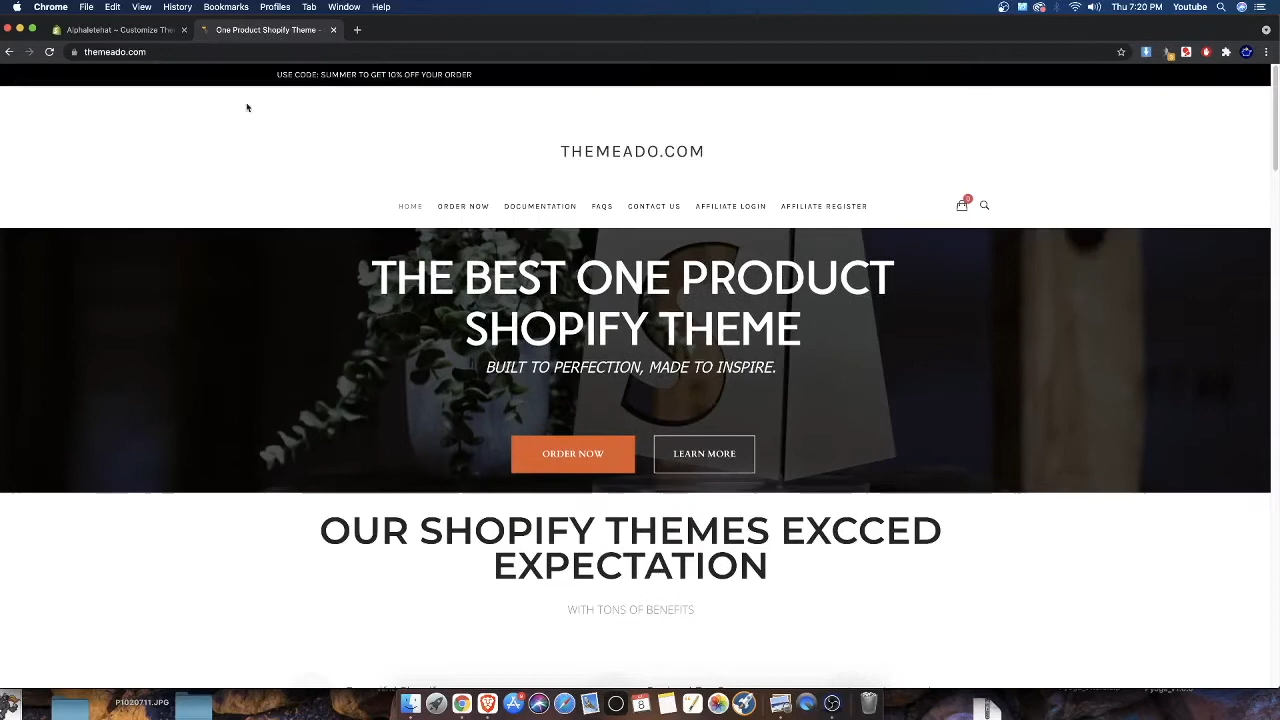 Chrome File Edit View History Bookmarks Profiles Tab Window Help
Thu 7:20 PM Youtube
Alphaletehat ~ Customize The
One Product Shopify Theme -
themeado.com
USE CODE: SUMMER TO GET 10% OFF YOUR ORDER
THEMEADO.COM
HOME ORDER NOW DOCUMENTATION FAQS CONTACT US AFFILIATE LOGIN AFFILIATE REGISTER
0
THE BEST ONE PRODUCT
SHOPIFY THEME
BUILT TO PERFECTION, MADE TO INSPIRE.
ORDER NOW
LEARN MORE
OUR SHOPIFY THEMES EXCCED
EXPECTATION
WITH TONS OF BENEFITS
8
P1020711.JPG